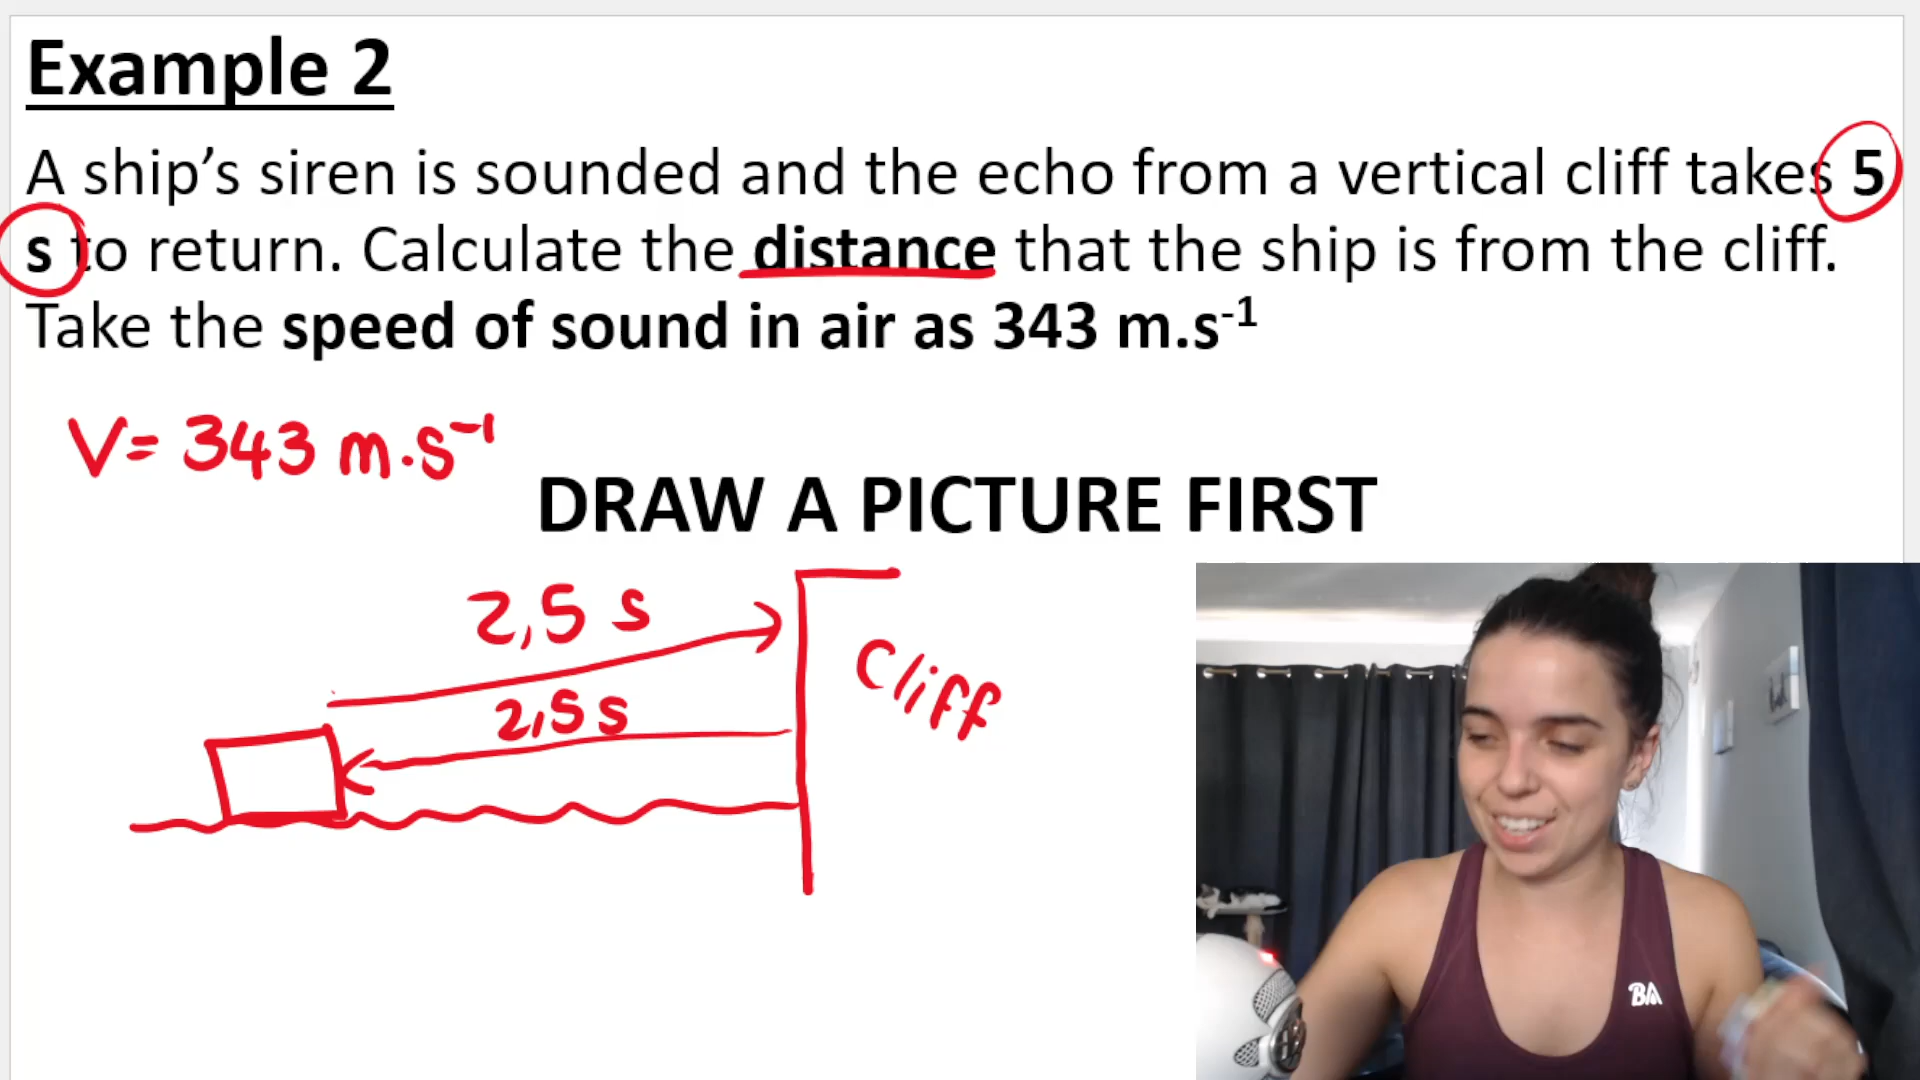 Example 2
A ship’s siren is sounded and the echo from a vertical cliff takes 5
s to return. Calculate the distance that the ship is from the cliff.
Take the speed of sound in air as 343 m.s⁻¹
V= 343 m.s⁻¹
DRAW A PICTURE FIRST
2,5 s
Cliff
2,5 s
BA